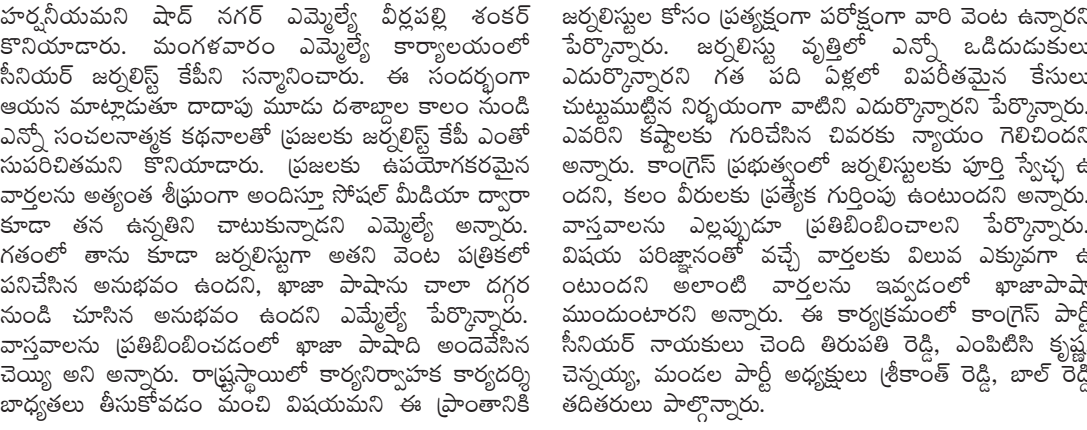 హర్షనీయమని షాద్ నగర్ ఎమ్మెల్యే వీర్లపల్లి శంకర్
కొనియాడారు. మంగళవారం ఎమ్మెల్యే కార్యాలయంలో
సీనియర్ జర్నలిస్ట్ కేపీని సన్మానించారు. ఈ సందర్భంగా
ఆయన మాట్లాడుతూ దాదాపు మూడు దశాబ్దాల కాలం నుండి
ఎన్నో సంచలనాత్మక కథనాలతో ప్రజలకు జర్నలిస్ట్ కేపీ ఎంతో
సుపరిచితమని కొనియాడారు. ప్రజలకు ఉపయోగకరమైన
వార్తలను అత్యంత శీఘ్రంగా అందిస్తూ సోషల్ మీడియా ద్వారా
కూడా తన ఉన్నతిని చాటుకున్నాడని ఎమ్మెల్యే అన్నారు.
గతంలో తాను కూడా జర్నలిస్టుగా అతని వెంట పత్రికలో
పనిచేసిన అనుభవం ఉందని, ఖాజా పాషాను చాలా దగ్గర
నుండి చూసిన అనుభవం ఉందని ఎమ్మేల్యే పేర్కొన్నారు.
వాస్తవాలను ప్రతిబింబించడంలో ఖాజా పాషాది అందెవేసిన
చెయ్యి అని అన్నారు. రాష్ట్రస్థాయిలో కార్యనిర్వాహక కార్యదర్శి
బాధ్యతలు తీసుకోవడం మంచి విషయమని ఈ ప్రాంతానికి
జర్నలిస్టుల కోసం ప్రత్యక్షంగా పరోక్షంగా వారి వెంట ఉన్నారని
పేర్కొన్నారు. జర్నలిస్టు వృత్తిలో ఎన్నో ఒడిదుడుకులు
ఎదుర్కొన్నారని గత పది ఏళ్లలో విపరీతమైన కేసులు
చుట్టుముట్టిన నిర్భయంగా వాటిని ఎదుర్కొన్నారని పేర్కొన్నారు.
ఎవరిని కష్టాలకు గురిచేసిన చివరకు న్యాయం గెలిచిందని
అన్నారు. కాంగ్రెస్ ప్రభుత్వంలో జర్నలిస్టులకు పూర్తి స్వేచ్ఛ ఉ
ందని, కలం వీరులకు ప్రత్యేక గుర్తింపు ఉంటుందని అన్నారు.
వాస్తవాలను ఎల్లప్పుడూ ప్రతిబింబించాలని పేర్కొన్నారు.
విషయ పరిజ్ఞానంతో వచ్చే వార్తలకు విలువ ఎక్కువగా ఉ
ంటుందని అలాంటి వార్తలను ఇవ్వడంలో ఖాజాపాషా
ముందుంటారని అన్నారు. ఈ కార్యక్రమంలో కాంగ్రెస్ పార్టీ
సీనియర్ నాయకులు చెంది తిరుపతి రెడ్డి, ఎంపిటిసి కృష్ణ,
చెన్నయ్య, మండల పార్టీ అధ్యక్షులు శ్రీకాంత్ రెడ్డి, బాల్ రెడ్డి
తదితరులు పాల్గొన్నారు.